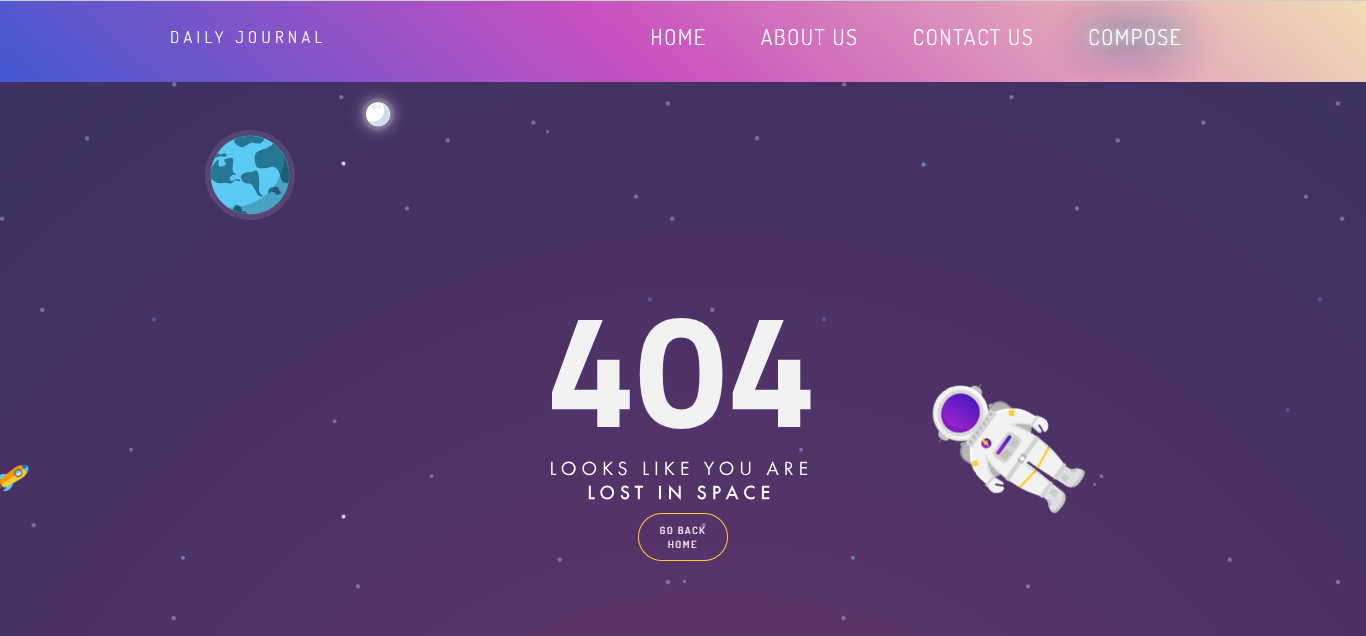 DAILY JOURNAL
HOME ABOUT US CONTACT US COMPOSE
404
LOOKS LIKE YOU ARE
LOST IN SPACE
GO BACK
HOME